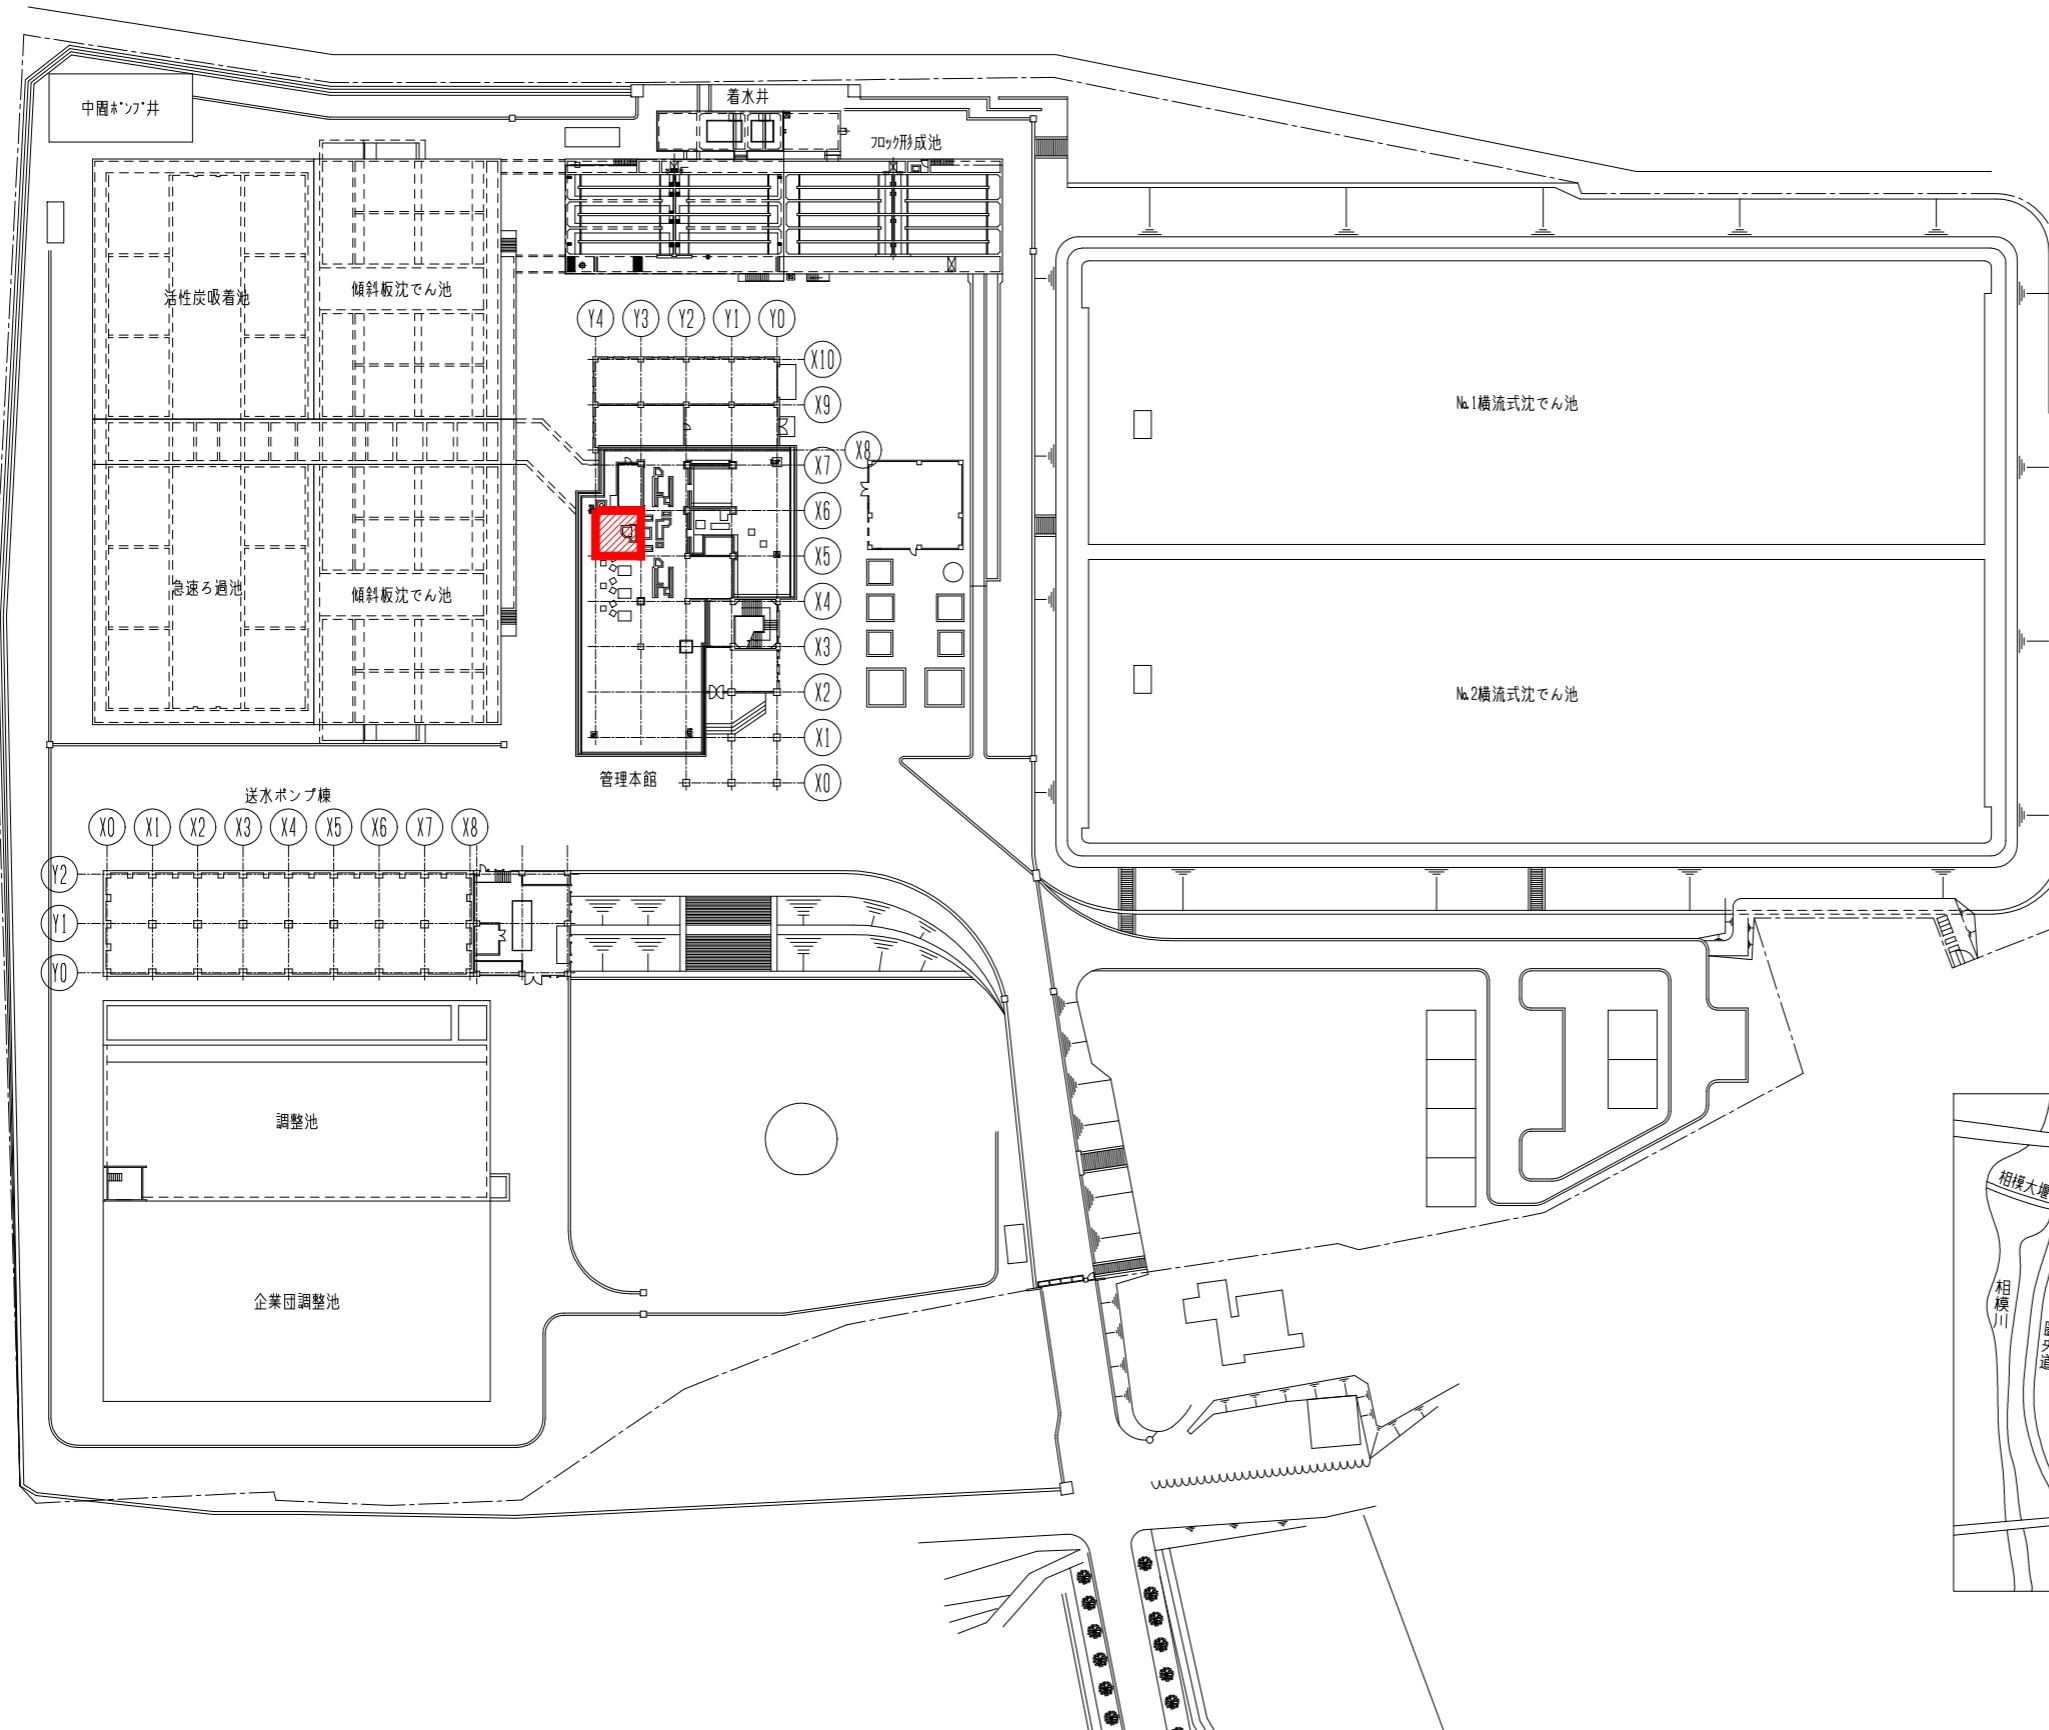 中間ポンプ井
着水井
フロック形成池
活性炭吸着池
傾斜板沈でん池
Y4
Y3
Y2
Y1
Y0
X10
X9
X8
X7
X6
X5
X4
X3
X2
X1
X0
No.1横流式沈でん池
急速ろ過池
傾斜板沈でん池
No.2横流式沈でん池
管理本館
送水ポンプ棟
X0
X1
X2
X3
X4
X5
X6
X7
X8
Y2
Y1
Y0
調整池
企業団調整池
相模大堰
相模川
圏央道